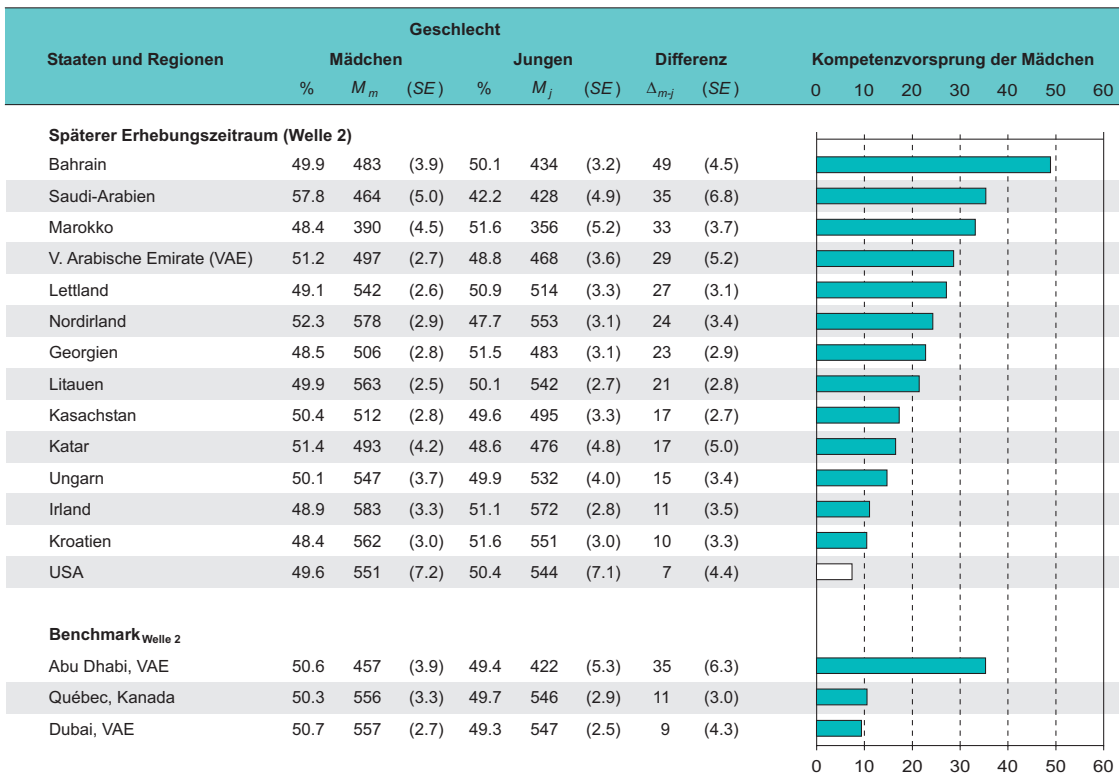 Geschlecht
Staaten und Regionen Mädchen Jungen Differenz Kompetenzvorsprung der Mädchen
% M m (SE) % M j (SE) Δ m-j (SE) 0 10 20 30 40 50 60
Späterer Erhebungszeitraum (Welle 2)
Bahrain 49.9 483 (3.9) 50.1 434 (3.2) 49 (4.5)
Saudi-Arabien 57.8 464 (5.0) 42.2 428 (4.9) 35 (6.8)
Marokko 48.4 390 (4.5) 51.6 356 (5.2) 33 (3.7)
V. Arabische Emirate (VAE) 51.2 497 (2.7) 48.8 468 (3.6) 29 (5.2)
Lettland 49.1 542 (2.6) 50.9 514 (3.3) 27 (3.1)
Nordirland 52.3 578 (2.9) 47.7 553 (3.1) 24 (3.4)
Georgien 48.5 506 (2.8) 51.5 483 (3.1) 23 (2.9)
Litauen 49.9 563 (2.5) 50.1 542 (2.7) 21 (2.8)
Kasachstan 50.4 512 (2.8) 49.6 495 (3.3) 17 (2.7)
Katar 51.4 493 (4.2) 48.6 476 (4.8) 17 (5.0)
Ungarn 50.1 547 (3.7) 49.9 532 (4.0) 15 (3.4)
Irland 48.9 583 (3.3) 51.1 572 (2.8) 11 (3.5)
Kroatien 48.4 562 (3.0) 51.6 551 (3.0) 10 (3.3)
USA 49.6 551 (7.2) 50.4 544 (7.1) 7 (4.4)
Benchmark Welle 2
Abu Dhabi, VAE 50.6 457 (3.9) 49.4 422 (5.3) 35 (6.3)
Québec, Kanada 50.3 556 (3.3) 49.7 546 (2.9) 11 (3.0)
Dubai, VAE 50.7 557 (2.7) 49.3 547 (2.5) 9 (4.3)
0 10 20 30 40 50 60